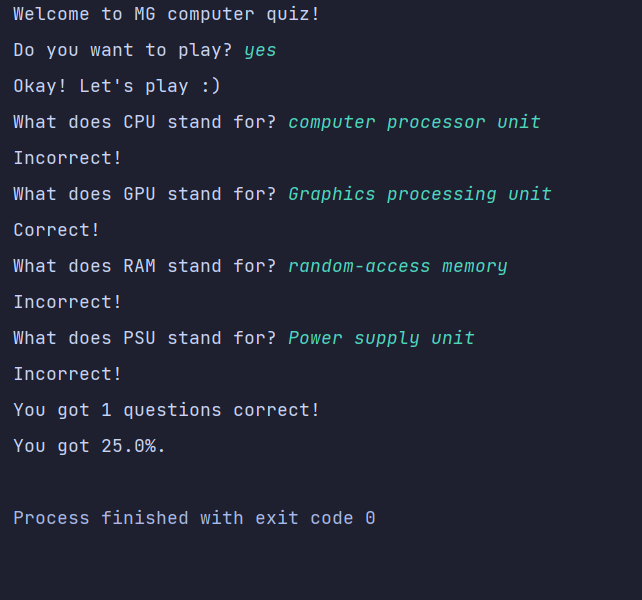 Welcome to MG computer quiz!
Do you want to play? yes
Okay! Let's play :)
What does CPU stand for? computer processor unit
Incorrect!
What does GPU stand for? Graphics processing unit
Correct!
What does RAM stand for? random-access memory
Incorrect!
What does PSU stand for? Power supply unit
Incorrect!
You got 1 questions correct!
You got 25.0%.
Process finished with exit code 0